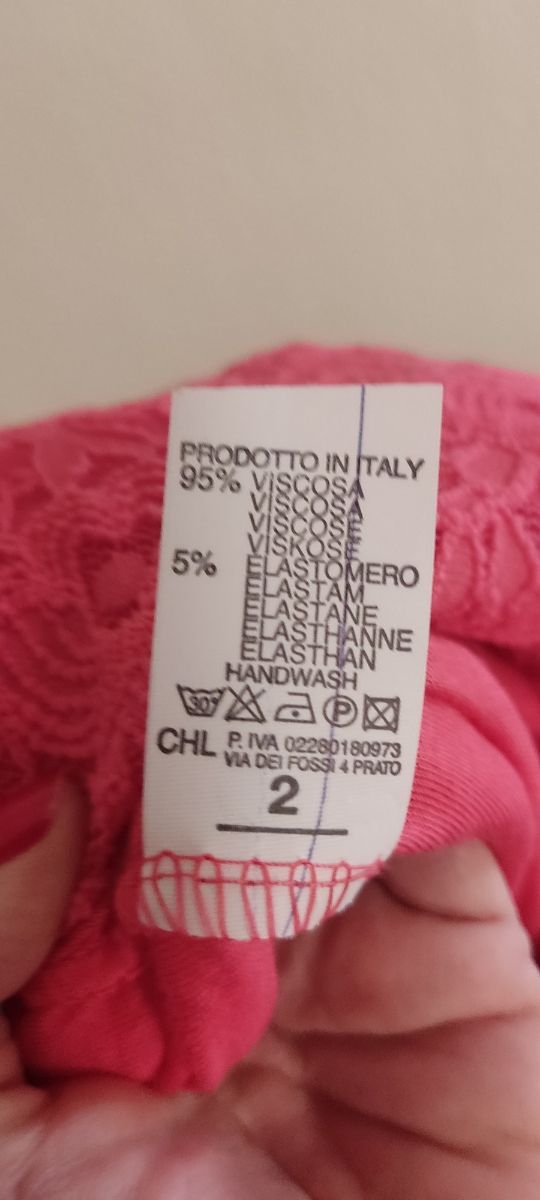 PRODOTTO IN ITALY
95% VISCOSA
VISCOSA
VISCOSE
VISKOSE
5% ELASTOMERO
ELASTAM
ELASTANE
ELASTHANNE
ELASTHAN
HANDWASH
30° P
CHL P. IVA 02280180973
VIA DEI FOSSI 4 PRATO
2